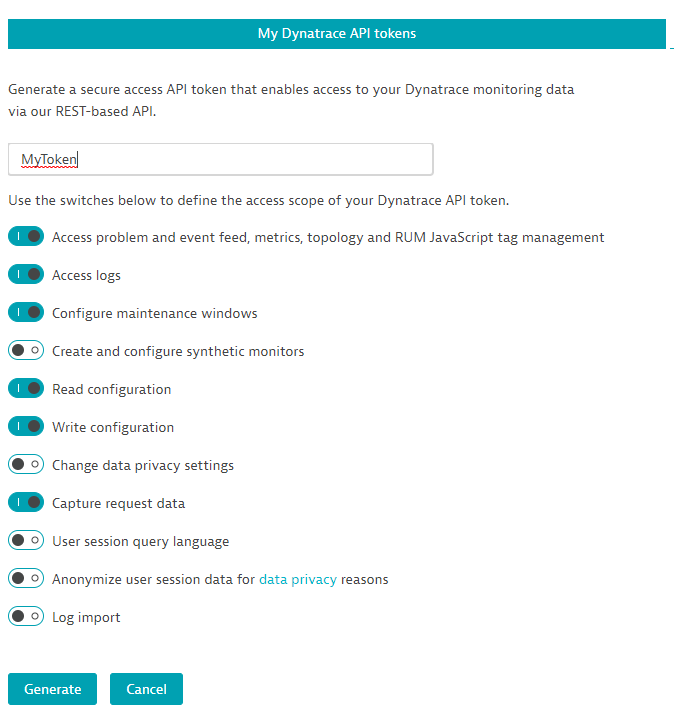 My Dynatrace API tokens
Generate a secure access API token that enables access to your Dynatrace monitoring data
via our REST-based API.
MyToken
Use the switches below to define the access scope of your Dynatrace API token.
Access problem and event feed, metrics, topology and RUM JavaScript tag management
Access logs
Configure maintenance windows
Create and configure synthetic monitors
Read configuration
Write configuration
Change data privacy settings
Capture request data
User session query language
Anonymize user session data for data privacy reasons
Log import
Generate Cancel